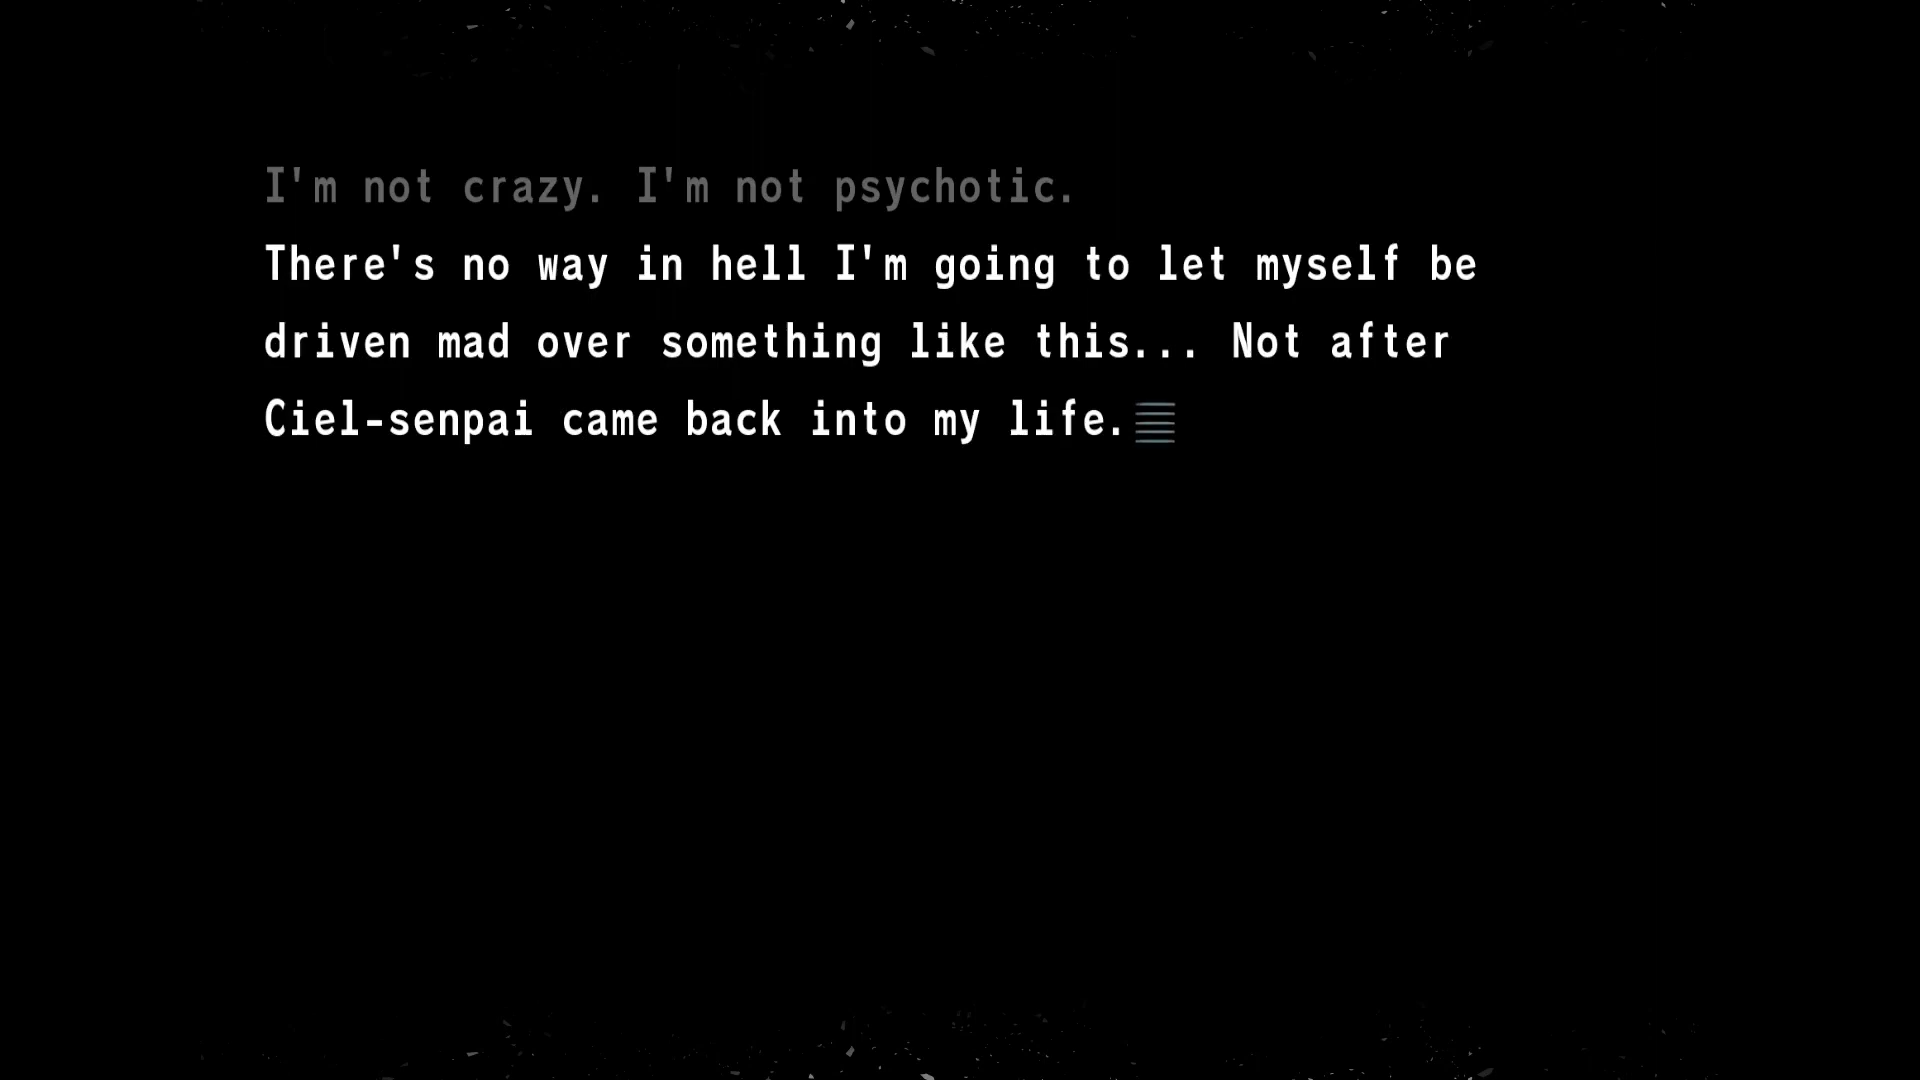 I'm not crazy. I'm not psychotic.
There's no way in hell I'm going to let myself be
driven mad over something like this... Not after
Ciel-senpai came back into my life.